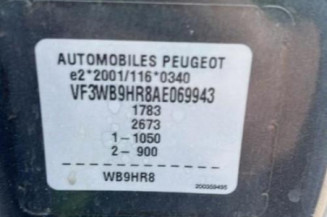 AUTOMOBILES PEUGEOT
e2*2001/116*0340
VF3WB9HR8AE069943
1783
2673
1-1050
2-900
WB9HR8